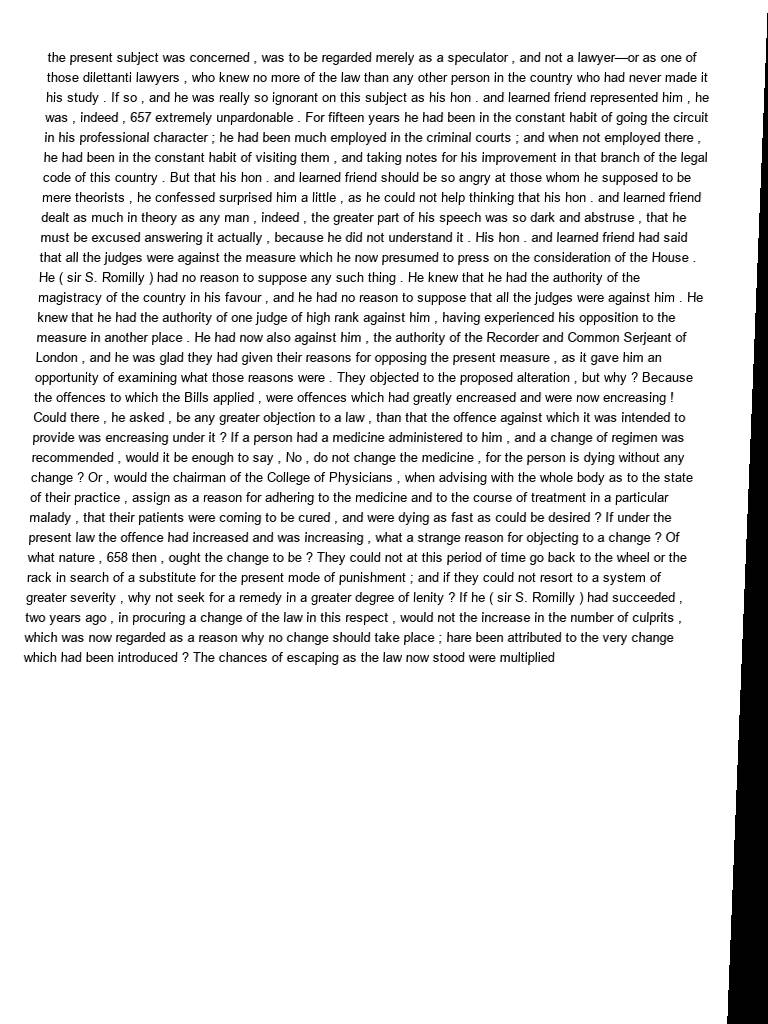 the present subject was concerned , was to be regarded merely as a speculator , and not a lawyer—or as one of
those dilettanti lawyers , who knew no more of the law than any other person in the country who had never made it
his study . If so , and he was really so ignorant on this subject as his hon . and learned friend represented him , he
was , indeed , 657 extremely unpardonable . For fifteen years he had been in the constant habit of going the circuit
in his professional character ; he had been much employed in the criminal courts ; and when not employed there ,
he had been in the constant habit of visiting them , and taking notes for his improvement in that branch of the legal
code of this country . But that his hon . and learned friend should be so angry at those whom he supposed to be
mere theorists , he confessed surprised him a little , as he could not help thinking that his hon . and learned friend
dealt as much in theory as any man , indeed , the greater part of his speech was so dark and abstruse , that he
must be excused answering it actually , because he did not understand it . His hon . and learned friend had said
that all the judges were against the measure which he now presumed to press on the consideration of the House .
He ( sir S. Romilly ) had no reason to suppose any such thing . He knew that he had the authority of the
magistracy of the country in his favour , and he had no reason to suppose that all the judges were against him . He
knew that he had the authority of one judge of high rank against him , having experienced his opposition to the
measure in another place . He had now also against him , the authority of the Recorder and Common Serjeant of
London , and he was glad they had given their reasons for opposing the present measure , as it gave him an
opportunity of examining what those reasons were . They objected to the proposed alteration , but why ? Because
the offences to which the Bills applied , were offences which had greatly encreased and were now encreasing !
Could there , he asked , be any greater objection to a law , than that the offence against which it was intended to
provide was encreasing under it ? If a person had a medicine administered to him , and a change of regimen was
recommended , would it be enough to say , No , do not change the medicine , for the person is dying without any
change ? Or , would the chairman of the College of Physicians , when advising with the whole body as to the state
of their practice , assign as a reason for adhering to the medicine and to the course of treatment in a particular
malady , that their patients were coming to be cured , and were dying as fast as could be desired ? If under the
present law the offence had increased and was increasing , what a strange reason for objecting to a change ? Of
what nature , 658 then , ought the change to be ? They could not at this period of time go back to the wheel or the
rack in search of a substitute for the present mode of punishment ; and if they could not resort to a system of
greater severity , why not seek for a remedy in a greater degree of lenity ? If he ( sir S. Romilly ) had succeeded ,
two years ago , in procuring a change of the law in this respect , would not the increase in the number of culprits ,
which was now regarded as a reason why no change should take place ; hare been attributed to the very change
which had been introduced ? The chances of escaping as the law now stood were multiplied